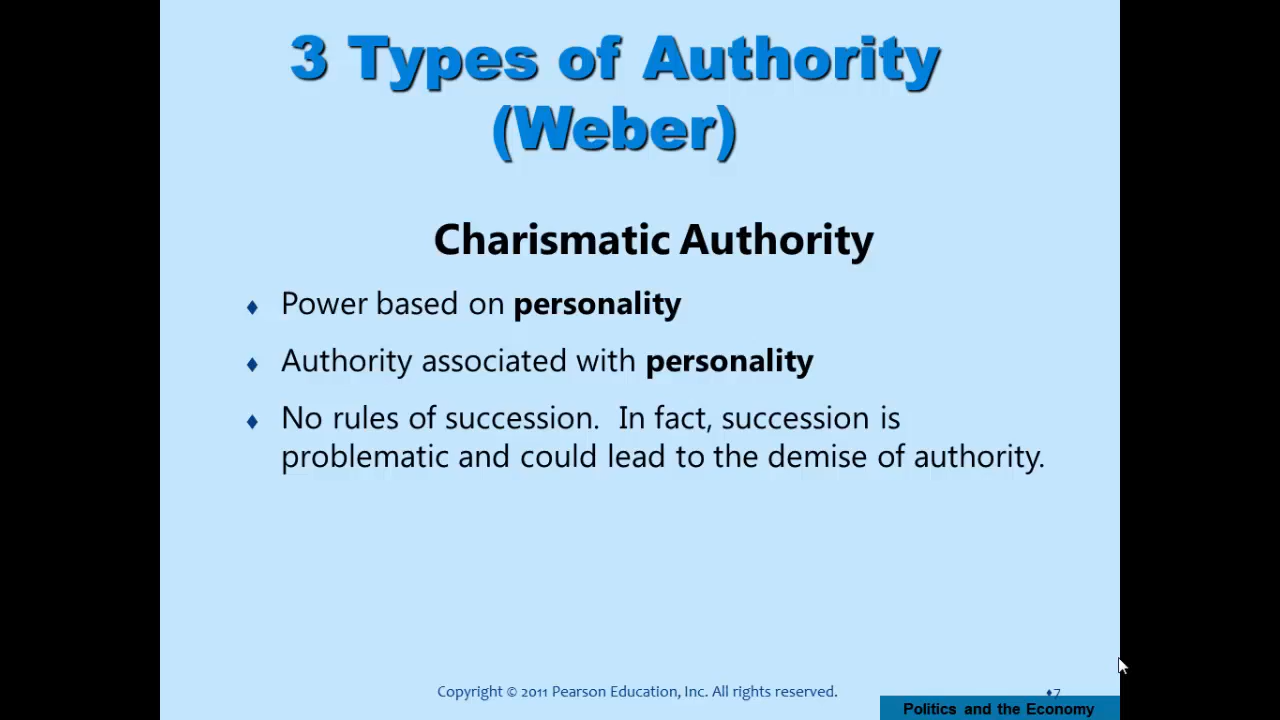 3 Types of Authority
(Weber)
Charismatic Authority
♦ Power based on personality
♦ Authority associated with personality
♦ No rules of succession.  In fact, succession is
problematic and could lead to the demise of authority.
Copyright © 2011 Pearson Education, Inc. All rights reserved.
♦7
Politics and the Economy